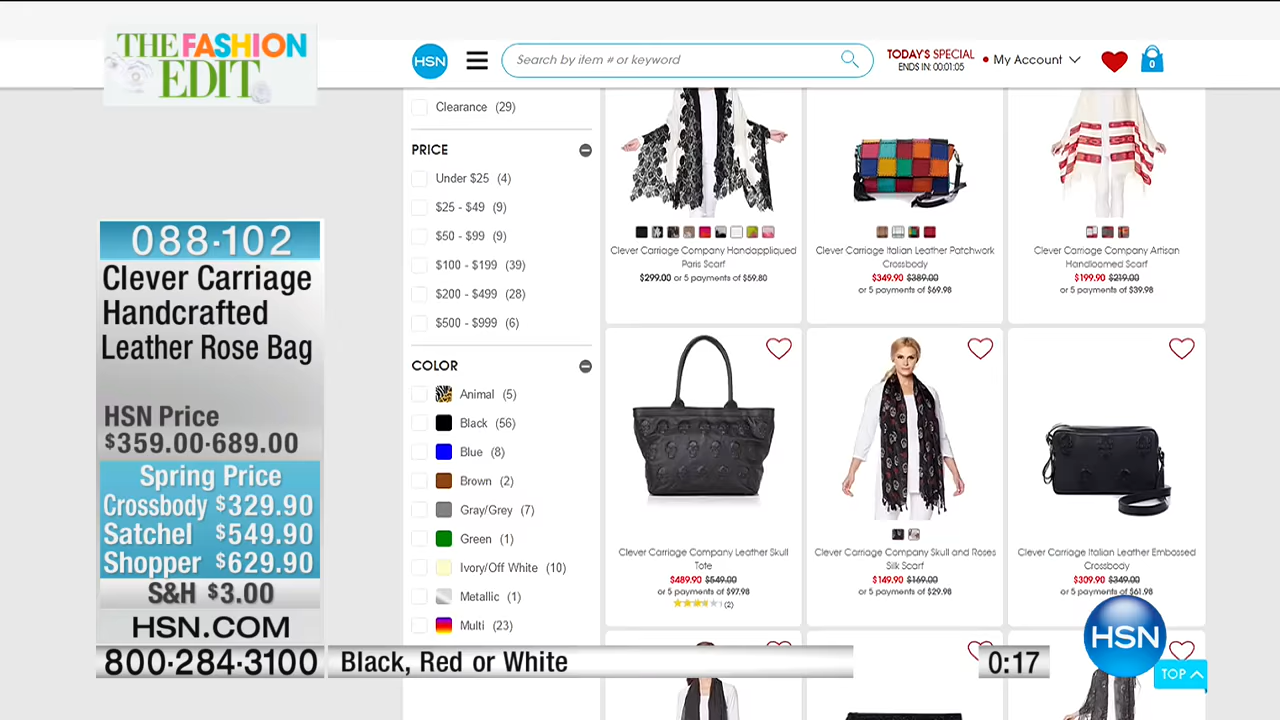 THE FASHION
EDIT
HSN
Search by item # or keyword
TODAY'S SPECIAL
ENDS IN: 00:01:05
My Account
0
Clearance (29)
PRICE
Under $25 (4)
$25 - $49 (9)
$50 - $99 (9)
$100 - $199 (39)
$200 - $499 (28)
$500 - $999 (6)
COLOR
Animal (5)
Black (56)
Blue (8)
Brown (2)
Gray/Grey (7)
Green (1)
Ivory/Off White (10)
Metallic (1)
Multi (23)
Clever Carriage Company Handappliqued
Paris Scarf
$299.00 or 5 payments of $59.80
Clever Carriage Italian Leather Patchwork
Crossbody
$349.90 $389.00
or 5 payments of $69.98
Clever Carriage Company Artisan
Handloomed Scarf
$199.90 $219.00
or 5 payments of $39.98
Clever Carriage Company Leather Skull
Tote
$489.90 $549.00
or 5 payments of $97.98
(2)
Clever Carriage Company Skull and Roses
Silk Scarf
$149.90 $169.00
or 5 payments of $29.98
Clever Carriage Italian Leather Embossed
Crossbody
$309.90 $349.00
or 5 payments of $61.98
088-102
Clever Carriage
Handcrafted
Leather Rose Bag
HSN Price
$359.00-689.00
Spring Price
Crossbody $329.90
Satchel $549.90
Shopper $629.90
S&H $3.00
HSN.COM
800-284-3100
Black, Red or White
0:17
HSN
TOP